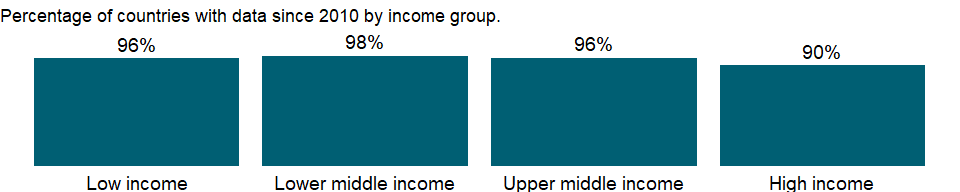 Percentage of countries with data since 2010 by income group.
96%
98%
96%
90%
Low income
Lower middle income
Upper middle income
High income